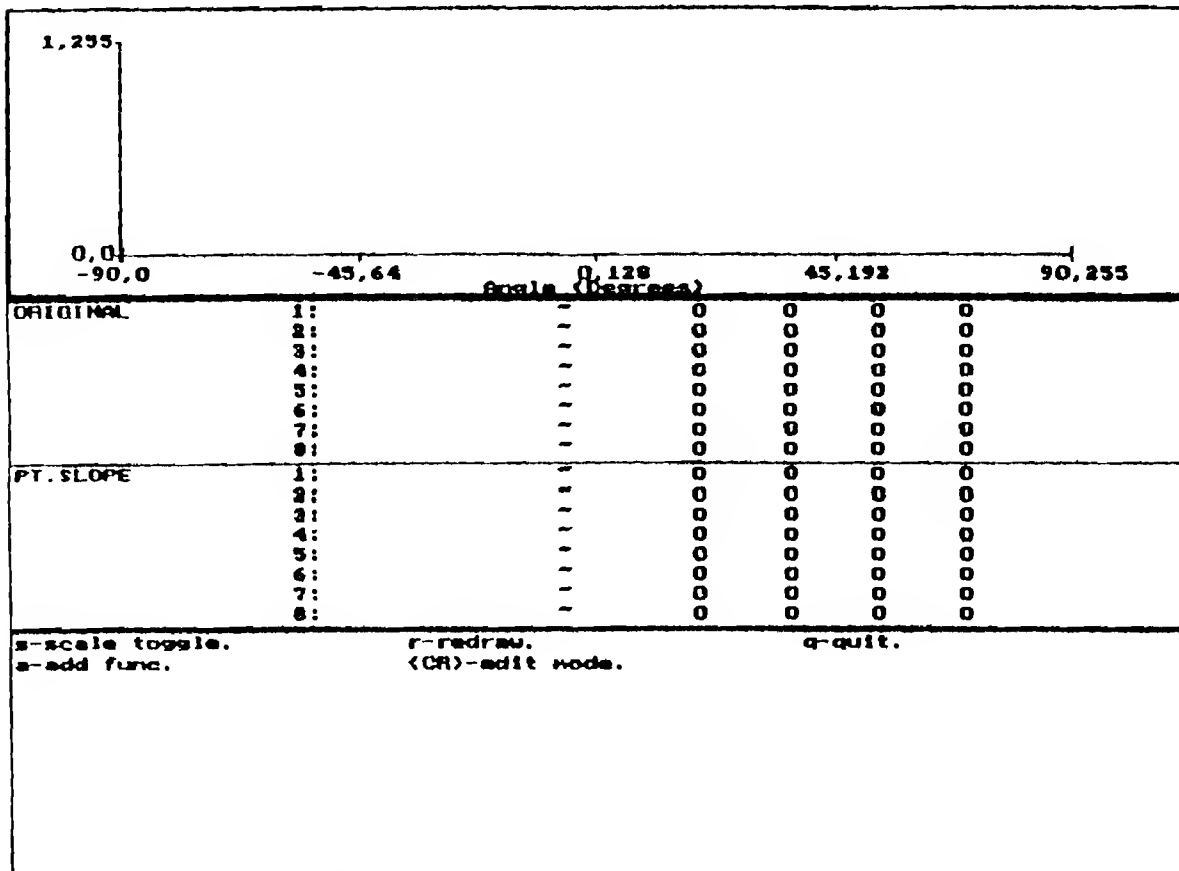 1,255
0,0
-90,0 -45,64 0,128 45,192 90,255
Angle (Degrees)
ORIGINAL 1: ~ 0 0 0 0
2: ~ 0 0 0 0
3: ~ 0 0 0 0
4: ~ 0 0 0 0
5: ~ 0 0 0 0
6: ~ 0 0 0 0
7: ~ 0 0 0 0
8: ~ 0 0 0 0
PT.SLOPE 1: ~ 0 0 0 0
2: ~ 0 0 0 0
3: ~ 0 0 0 0
4: ~ 0 0 0 0
5: ~ 0 0 0 0
6: ~ 0 0 0 0
7: ~ 0 0 0 0
8: ~ 0 0 0 0
s-scale toggle. r-redraw. q-quit.
a-add func. <CR>-edit mode.